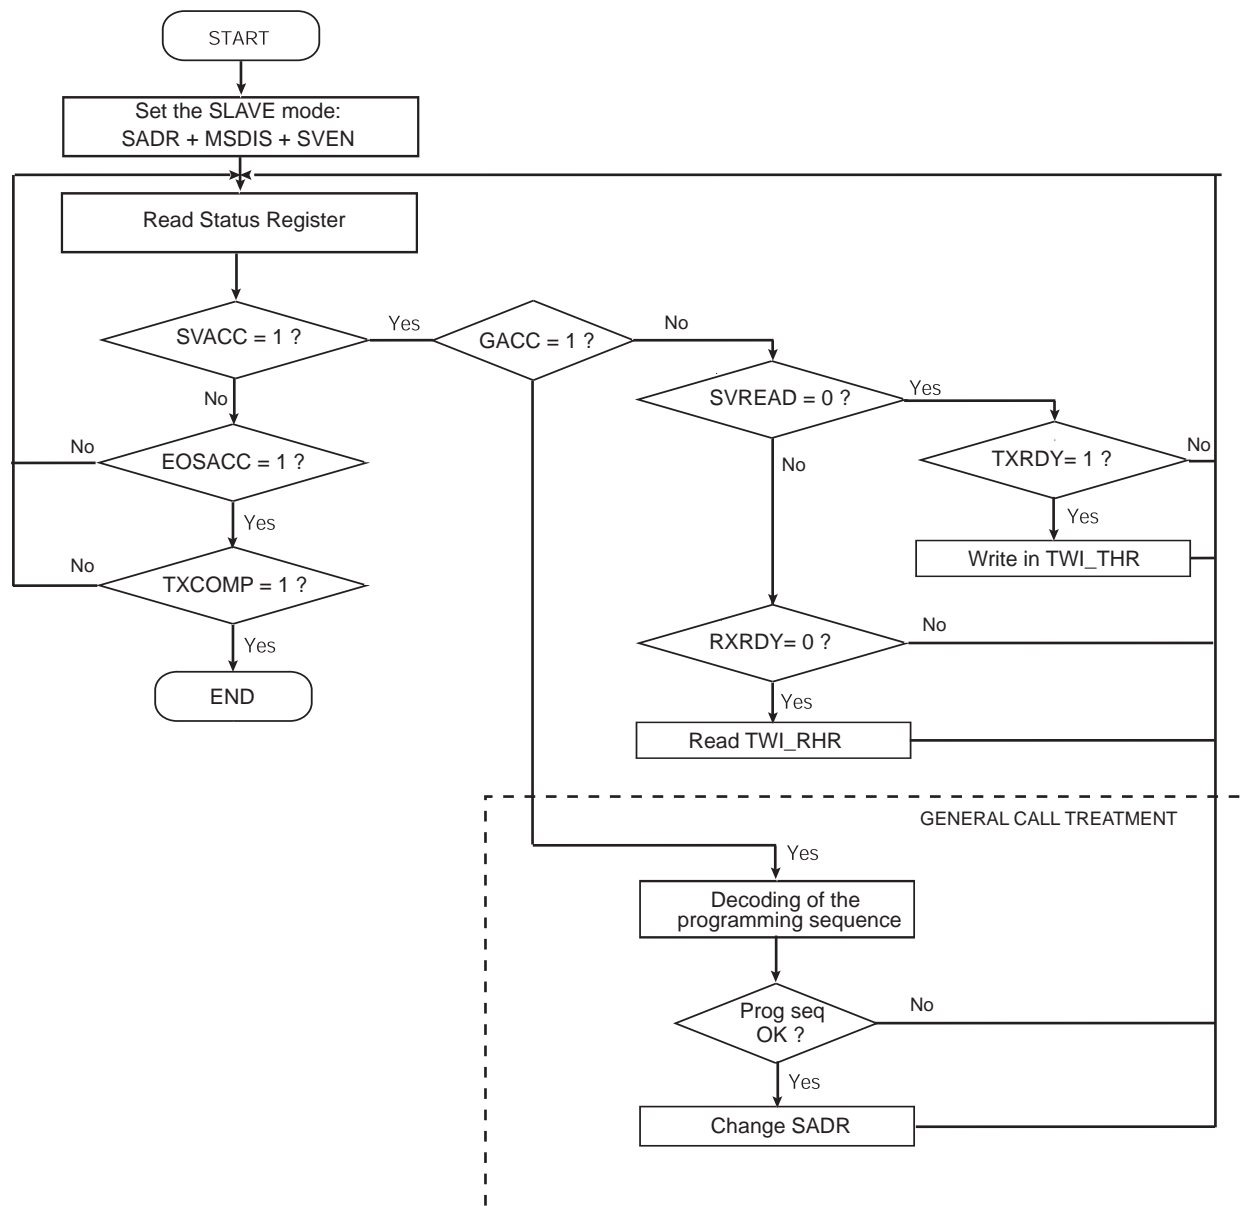 START
Set the SLAVE mode:
SADR + MSDIS + SVEN
Read Status Register
SVACC = 1 ?
Yes
GACC = 1 ?
No
SVREAD = 0 ?
Yes
No
EOSACC = 1 ?
No
TXRDY= 1 ?
No
No
Yes
Yes
Write in TWI_THR
TXCOMP = 1 ?
No
Yes
RXRDY= 0 ?
No
END
Yes
Read TWI_RHR
GENERAL CALL TREATMENT
Yes
Decoding of the
programming sequence
Prog seq
OK ?
No
Yes
Change SADR